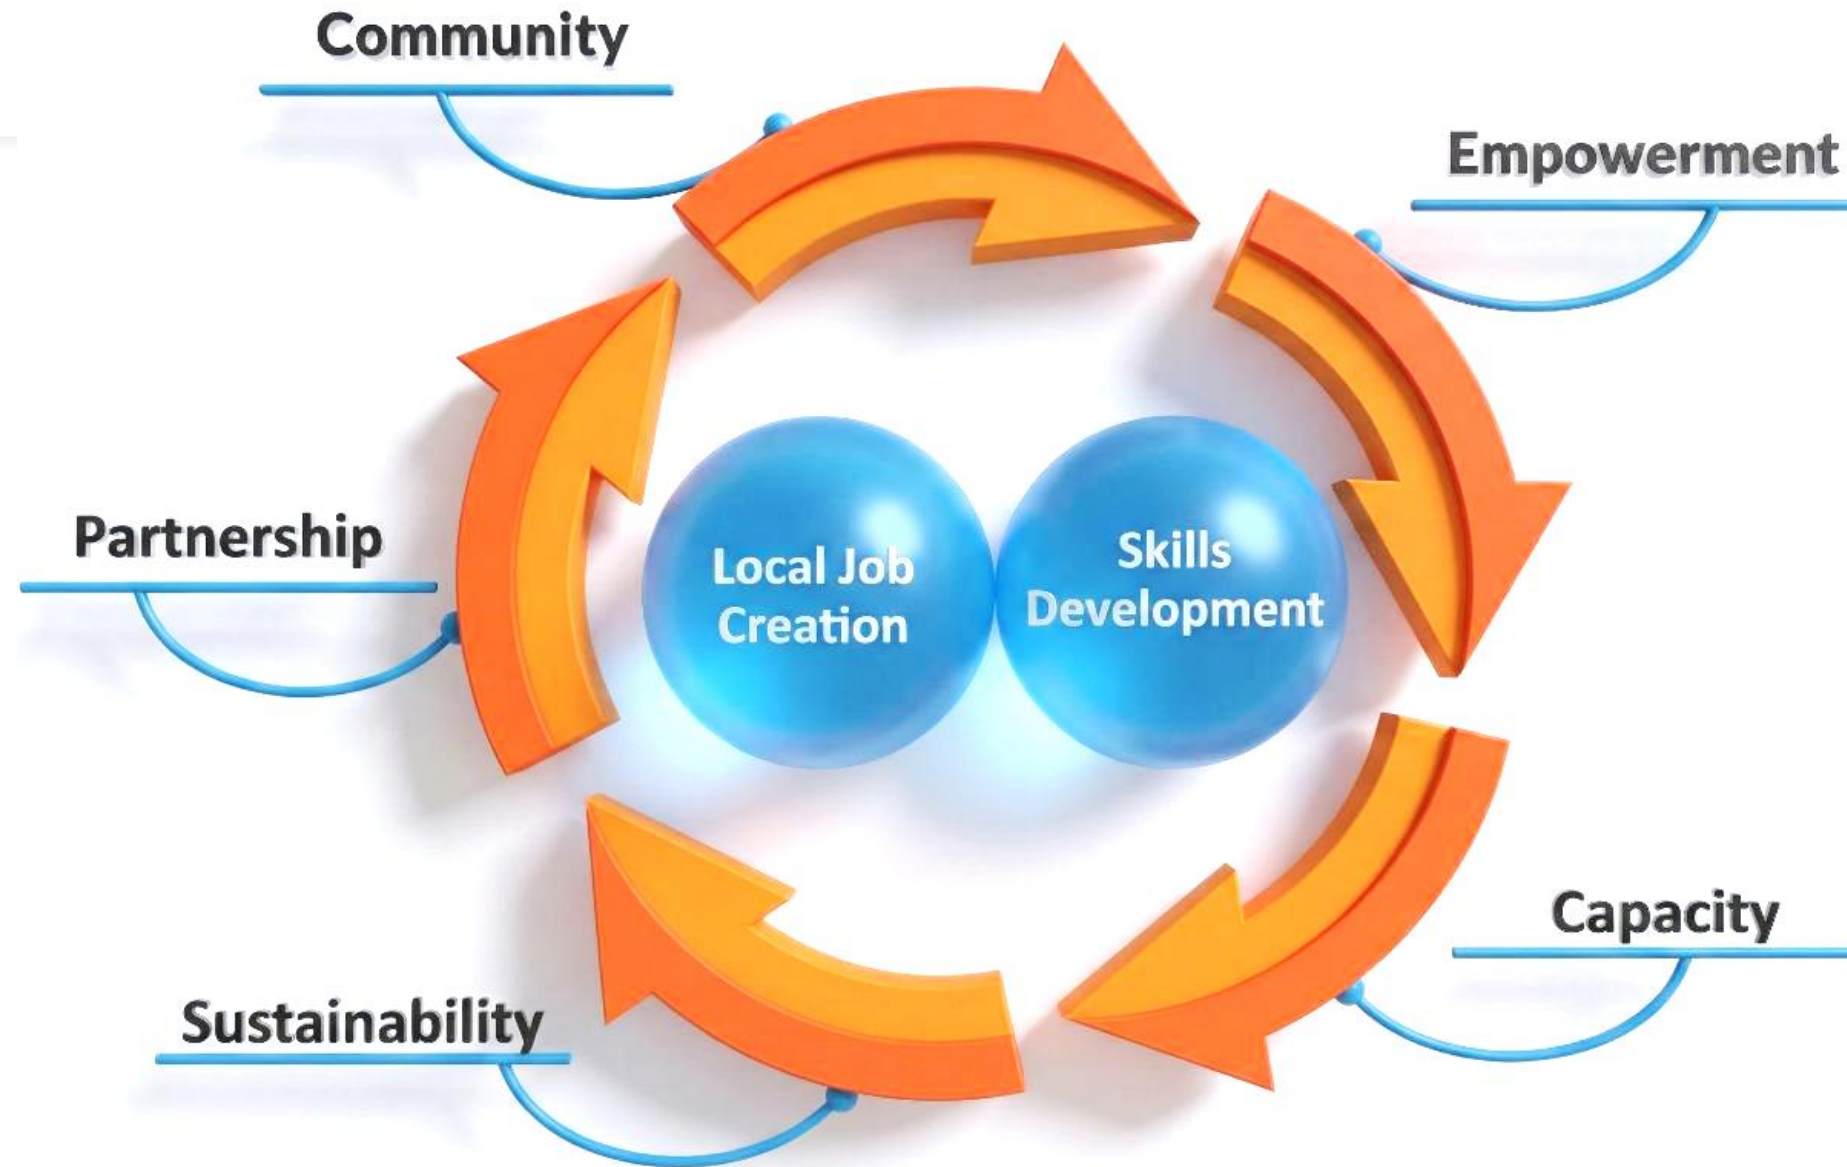 Community
Empowerment
Partnership
Local Job
Creation
Skills
Development
Capacity
Sustainability